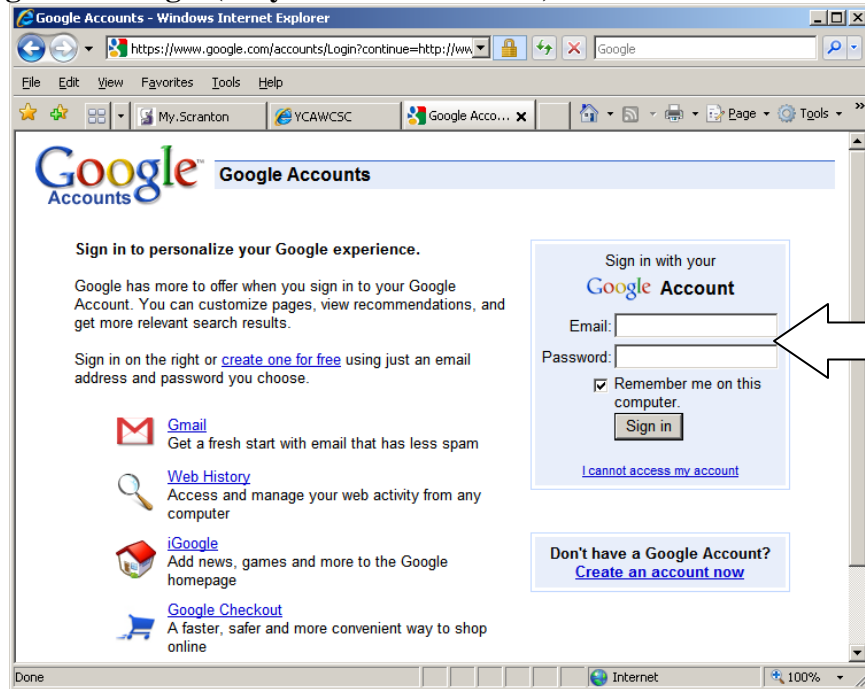 Google Accounts - Windows Internet Explorer
https://www.google.com/accounts/Login?continue=http://ww
Google
File Edit View Favorites Tools Help
My.Scranton YCAWCSC Google Acco... Page Tools »
Google™ Accounts
Google Accounts
Sign in to personalize your Google experience.
Google has more to offer when you sign in to your Google
Account. You can customize pages, view recommendations, and
get more relevant search results.
Sign in on the right or create one for free using just an email
address and password you choose.
Gmail
Get a fresh start with email that has less spam
Web History
Access and manage your web activity from any
computer
iGoogle
Add news, games and more to the Google
homepage
Google Checkout
A faster, safer and more convenient way to shop
online
Sign in with your
Google Account
Email:
Password:
Remember me on this
computer.
Sign in
I cannot access my account
Don't have a Google Account?
Create an account now
Done Internet 100%